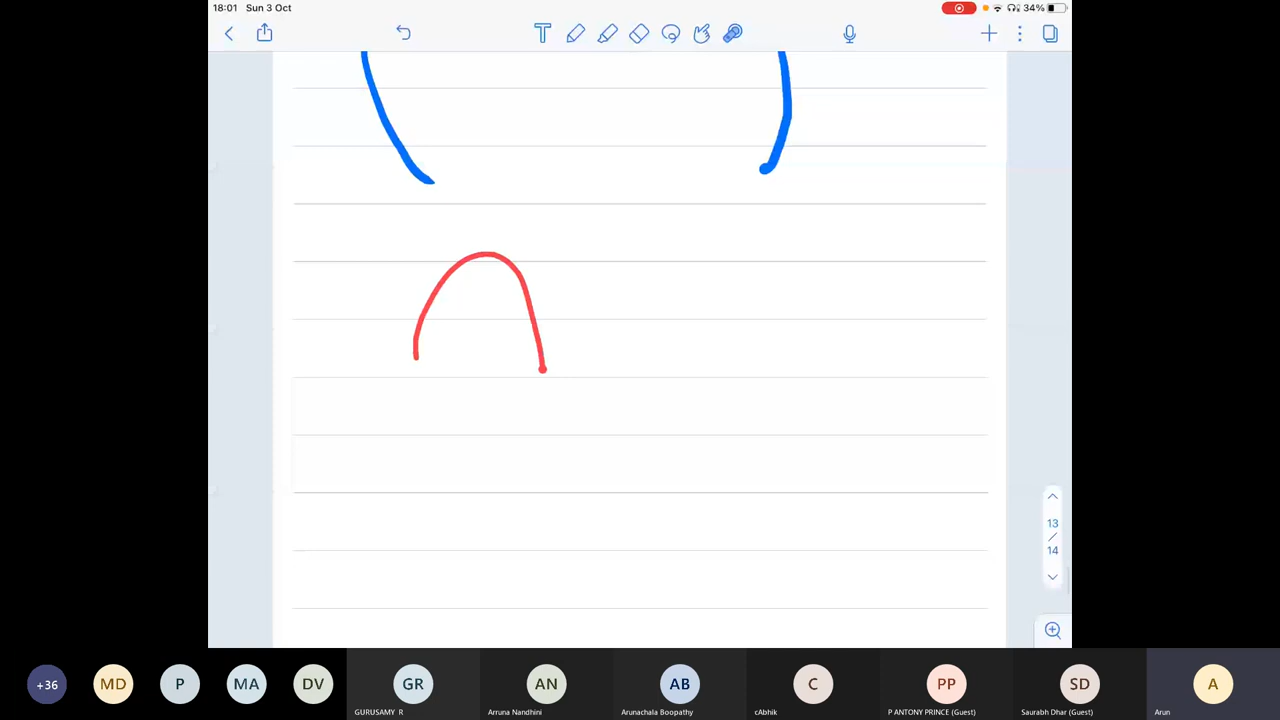 18:01 Sun 3 Oct
34%
T
13
/
14
+36
MD
P
MA
DV
GR
AN
AB
C
PP
SD
A
GURUSAMY R
Arruna Nandhini
Arunachala Boopathy
cAbhik
P ANTONY PRINCE (Guest)
Saurabh Dhar (Guest)
Arun